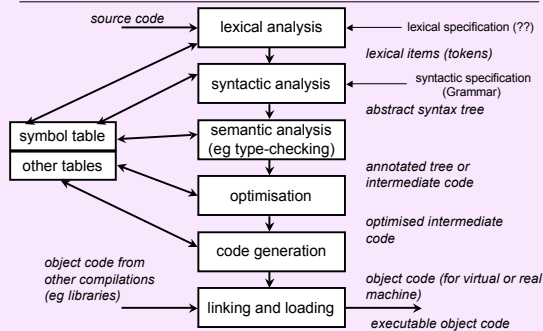 source code
lexical analysis
lexical specification (??)
lexical items (tokens)
syntactic analysis
syntactic specification
(Grammar)
abstract syntax tree
symbol table
other tables
semantic analysis
(eg type-checking)
annotated tree or
intermediate code
optimisation
optimised intermediate
code
code generation
object code from
other compilations
(eg libraries)
object code (for virtual or real
machine)
linking and loading
executable object code